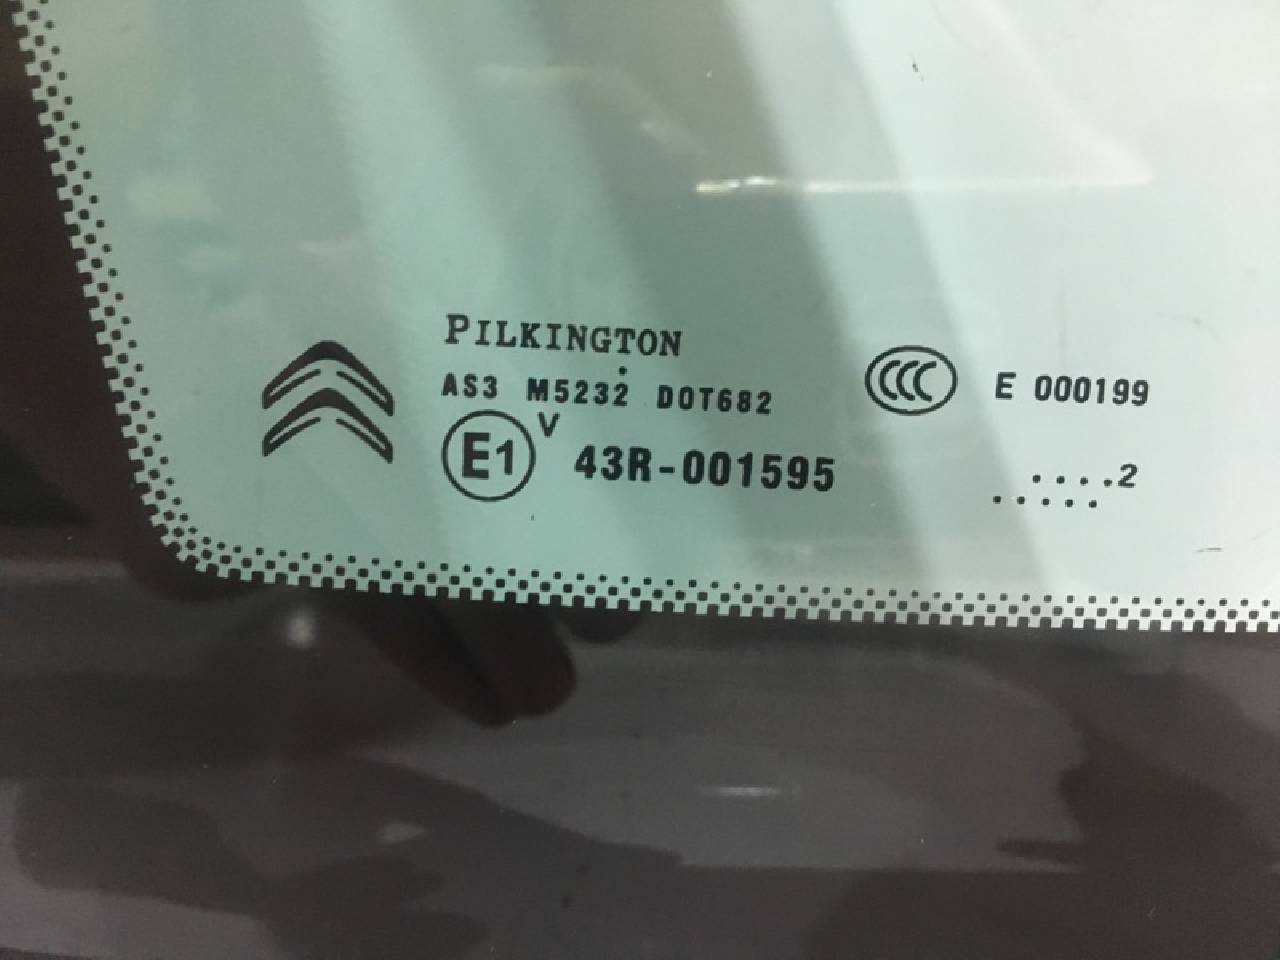 PILKINGTON
AS3 M5232 DOT682
E1 V 43R-001595
CCC E 000199
....2
.....